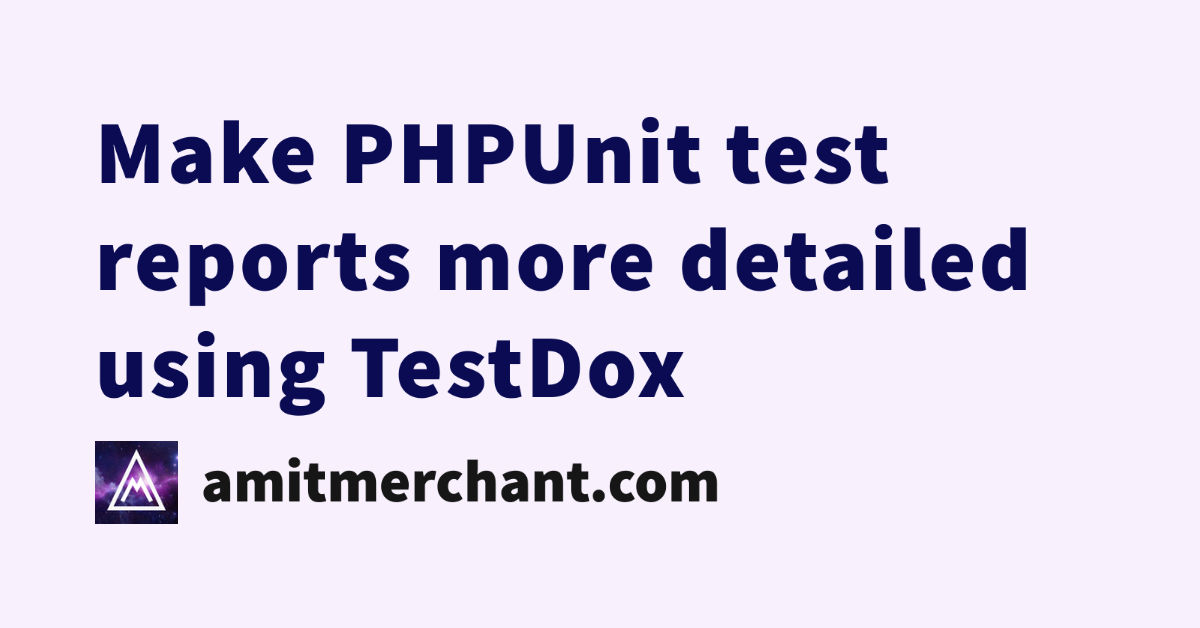 Make PHPUnit test
reports more detailed
using TestDox
amitmerchant.com